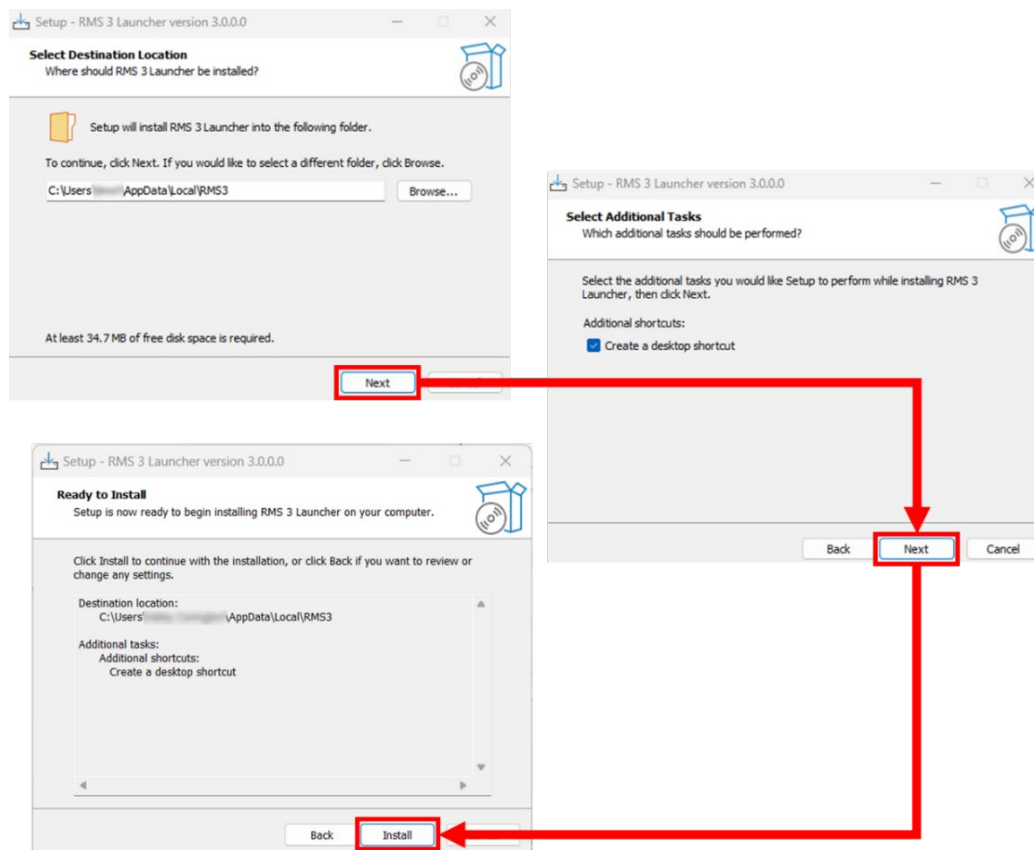 Setup - RMS 3 Launcher version 3.0.0.0
Select Destination Location
Where should RMS 3 Launcher be installed?
Setup will install RMS 3 Launcher into the following folder.
To continue, click Next. If you would like to select a different folder, click Browse.
C:\Users \AppData\Local\RMS3
Browse...
At least 34.7 MB of free disk space is required.
Next
Setup - RMS 3 Launcher version 3.0.0.0
Select Additional Tasks
Which additional tasks should be performed?
Select the additional tasks you would like Setup to perform while installing RMS 3
Launcher, then click Next.
Additional shortcuts:
Create a desktop shortcut
Back Next Cancel
Setup - RMS 3 Launcher version 3.0.0.0
Ready to Install
Setup is now ready to begin installing RMS 3 Launcher on your computer.
Click Install to continue with the installation, or click Back if you want to review or
change any settings.
Destination location:
C:\Users \AppData\Local\RMS3
Additional tasks:
Additional shortcuts:
Create a desktop shortcut
Back Install